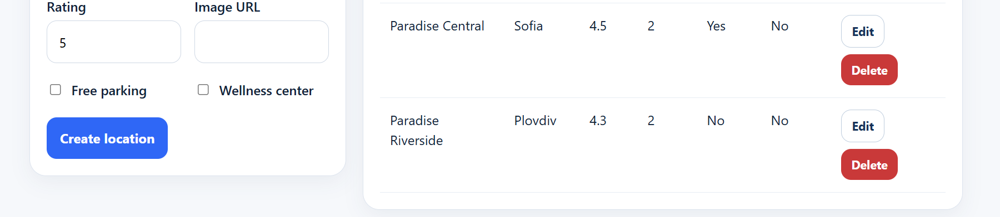 Rating Image URL
5
Free parking Wellness center
Create location
Paradise Central Sofia 4.5 2 Yes No Edit
Delete
Paradise Plovdiv 4.3 2 No No Edit
Riverside
Delete